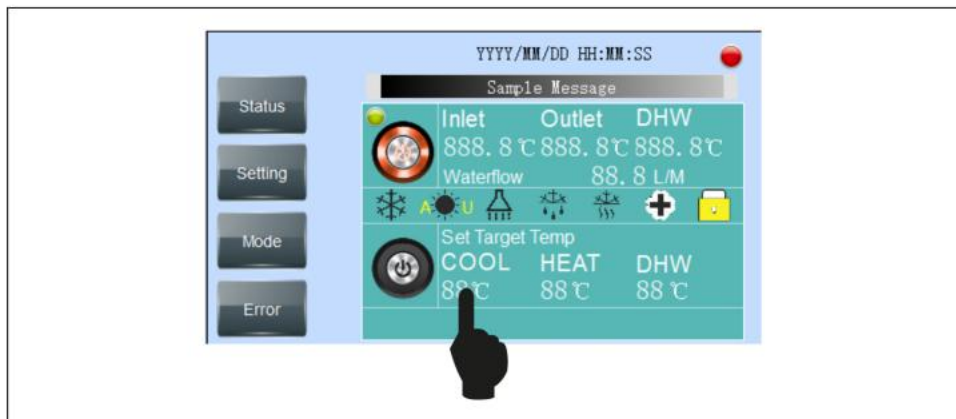 YYYY/MM/DD HH:MM:SS
Sample Message
Status
Setting
Mode
Error
Inlet Outlet DHW
888.8℃ 888.8℃ 888.8℃
Waterflow 88.8 L/M
A U
Set Target Temp
COOL HEAT DHW
88℃ 88℃ 88℃